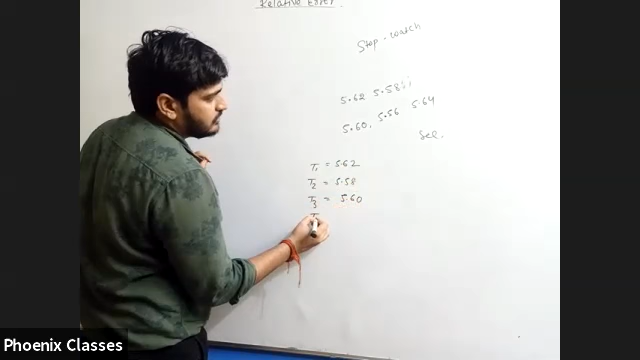 Relative Error
Stop-watch
5.62 5.58
5.60, 5.56 5.64
Sec.
T1 = 5.62
T2 = 5.58
T3 = 5.60
T
Phoenix Classes